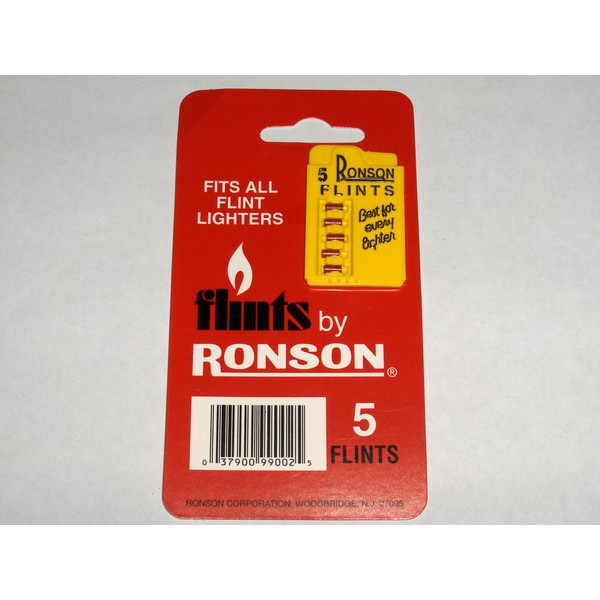 5 RONSON
FLINTS
Best for
every
lighter
FITS ALL
FLINT
LIGHTERS
flints by
RONSON®
0 37900 99002 5
5
FLINTS
RONSON CORPORATION, WOODBRIDGE, N.J. 07095